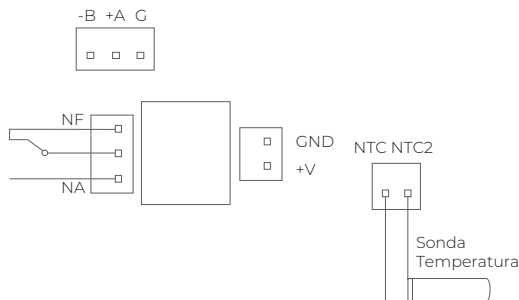 -B +A G
NF
NA
GND
+V
NTC NTC2
Sonda
Temperatura